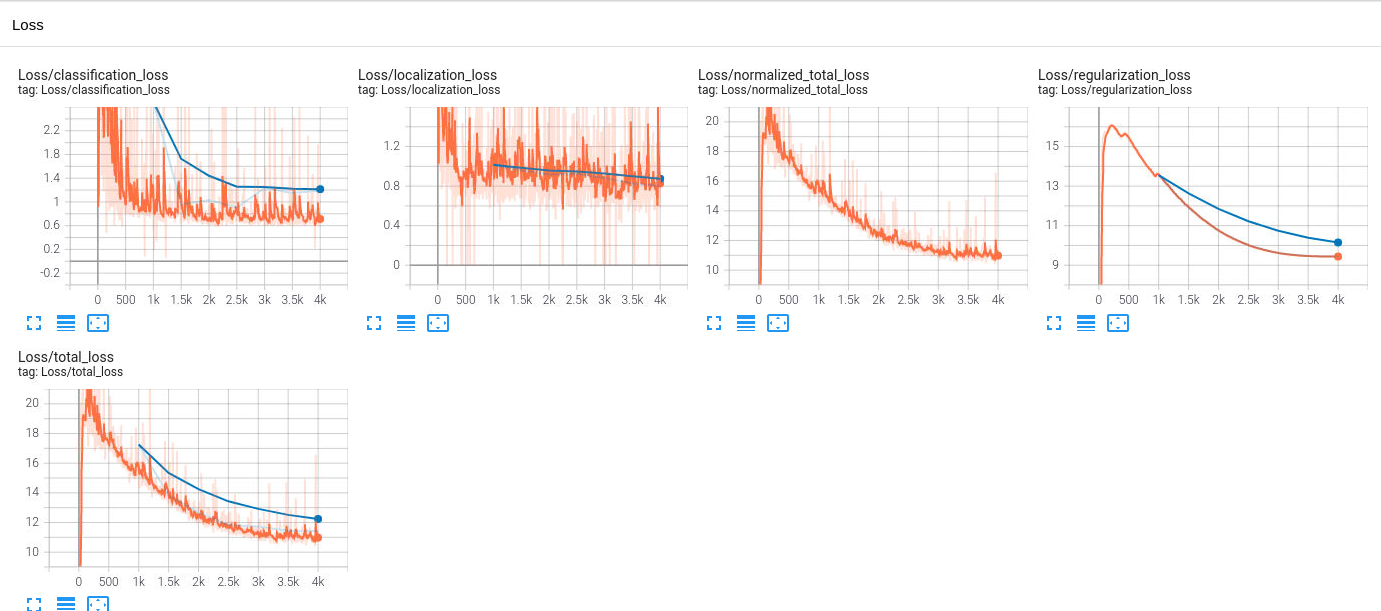 Loss
Loss/classification_loss
tag: Loss/classification_loss
2.2
1.8
1.4
1
0.6
0.2
-0.2
0 500 1k 1.5k 2k 2.5k 3k 3.5k 4k
Loss/localization_loss
tag: Loss/localization_loss
1.2
0.8
0.4
0
0 500 1k 1.5k 2k 2.5k 3k 3.5k 4k
Loss/normalized_total_loss
tag: Loss/normalized_total_loss
20
18
16
14
12
10
0 500 1k 1.5k 2k 2.5k 3k 3.5k 4k
Loss/regularization_loss
tag: Loss/regularization_loss
15
13
11
9
0 500 1k 1.5k 2k 2.5k 3k 3.5k 4k
Loss/total_loss
tag: Loss/total_loss
20
18
16
14
12
10
0 500 1k 1.5k 2k 2.5k 3k 3.5k 4k